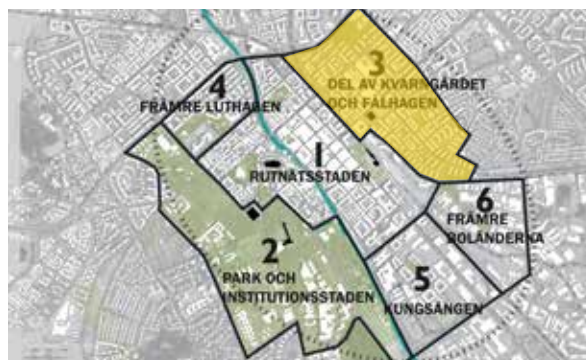 3
DEL AV KVARNGÄRDET
OCH FÅLHAGEN
4
FRÄMRE LUTHAGEN
1
RUTNÄTSSTADEN
6
FRÄMRE
BOLÄNDERNA
2
PARK OCH
INSTITUTIONSSTADEN
5
KUNGSÄNGEN